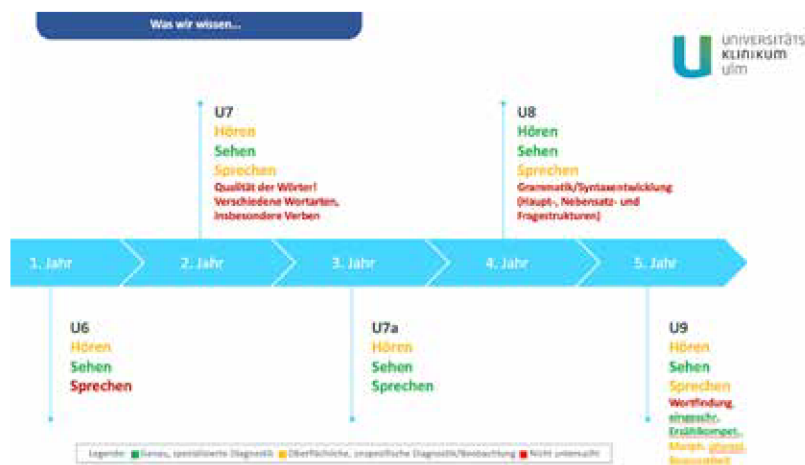 Was wir wissen...
UNIVERSITÄTS
KLINIKUM
ulm
U7
Hören
Sehen
Sprechen
Qualität der Wörter!
Verschiedene Wortarten,
insbesondere Verben
U8
Hören
Sehen
Sprechen
Grammatik/Syntaxentwicklung
(Haupt-, Nebensatz- und
Fragestrukturen)
1. Jahr
2. Jahr
3. Jahr
4. Jahr
5. Jahr
U6
Hören
Sehen
Sprechen
U7a
Hören
Sehen
Sprechen
U9
Hören
Sehen
Sprechen
Wortfindung,
eingeschr.
Erzählkompet.,
Morph.
Bewusstheit
Legende: Genau, spezialisierte Diagnostik Oberflächliche, unspezifische Diagnostik/Beobachtung Nicht untersucht